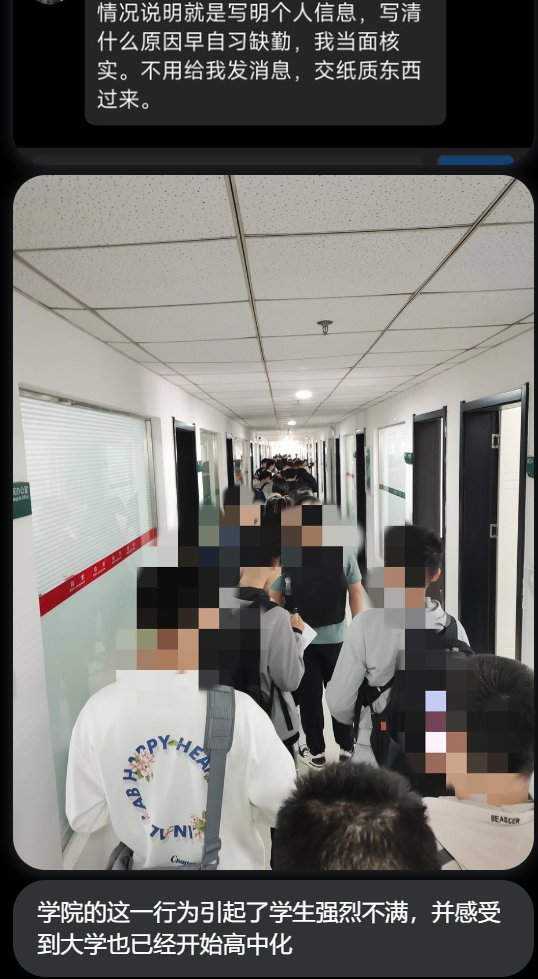 情况说明就是写明个人信息，写清
什么原因早自习缺勤，我当面核
实。不用给我发消息，交纸质东西
过来。
HAPPY HEA
BEASTER
学院的这一行为引起了学生强烈不满，并感受
到大学也已经开始高中化